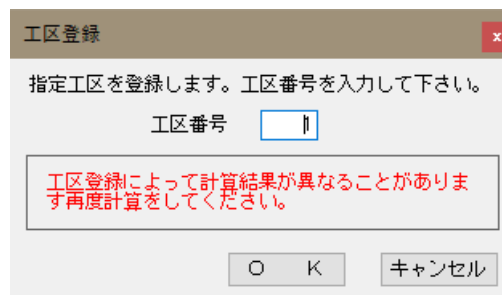 工区登録
x
指定工区を登録します。工区番号を入力して下さい。
工区番号 1
工区登録によって計算結果が異なることがありま
す再度計算をしてください。
Ｏ　Ｋ キャンセル